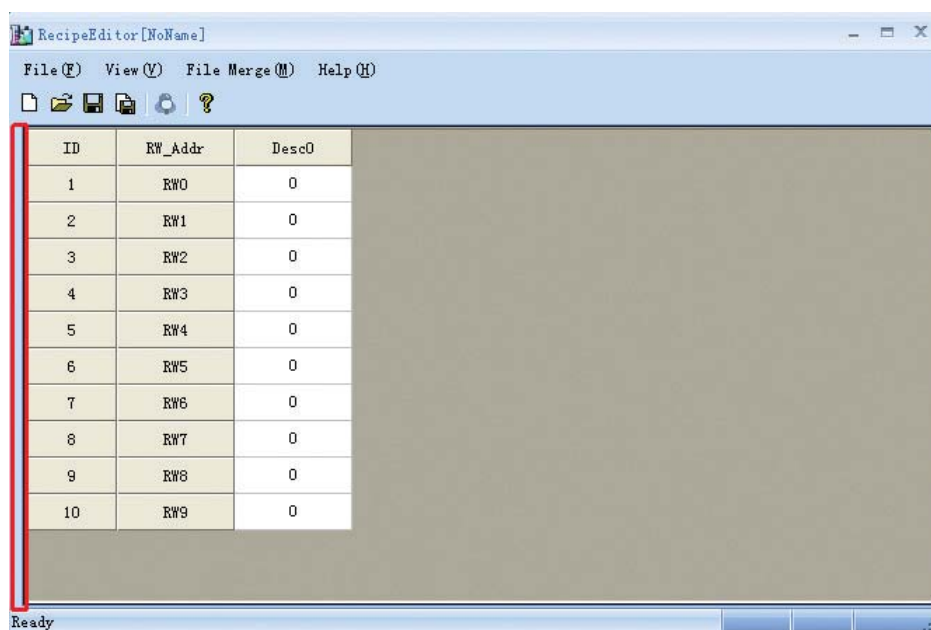 RecipeEditor[NoName]
File(F) View(V) File Merge(M) Help(H)
ID RW_Addr Desc0
1 RW0 0
2 RW1 0
3 RW2 0
4 RW3 0
5 RW4 0
6 RW5 0
7 RW6 0
8 RW7 0
9 RW8 0
10 RW9 0
Ready